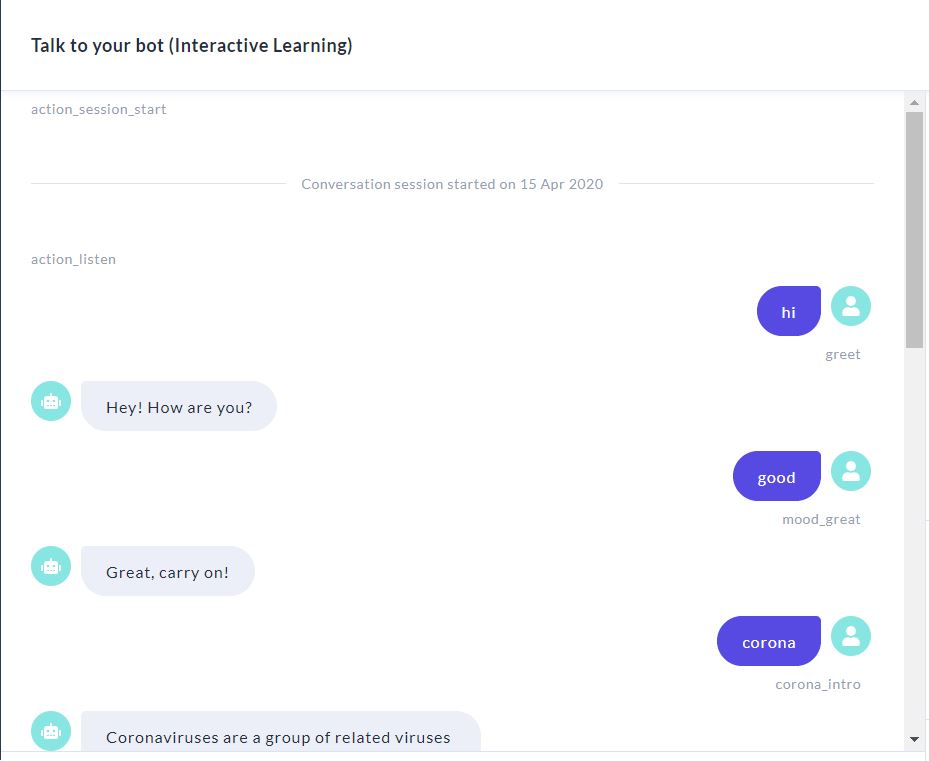 Talk to your bot (Interactive Learning)
action_session_start
Conversation session started on 15 Apr 2020
action_listen
hi
greet
Hey! How are you?
good
mood_great
Great, carry on!
corona
corona_intro
Coronaviruses are a group of related viruses